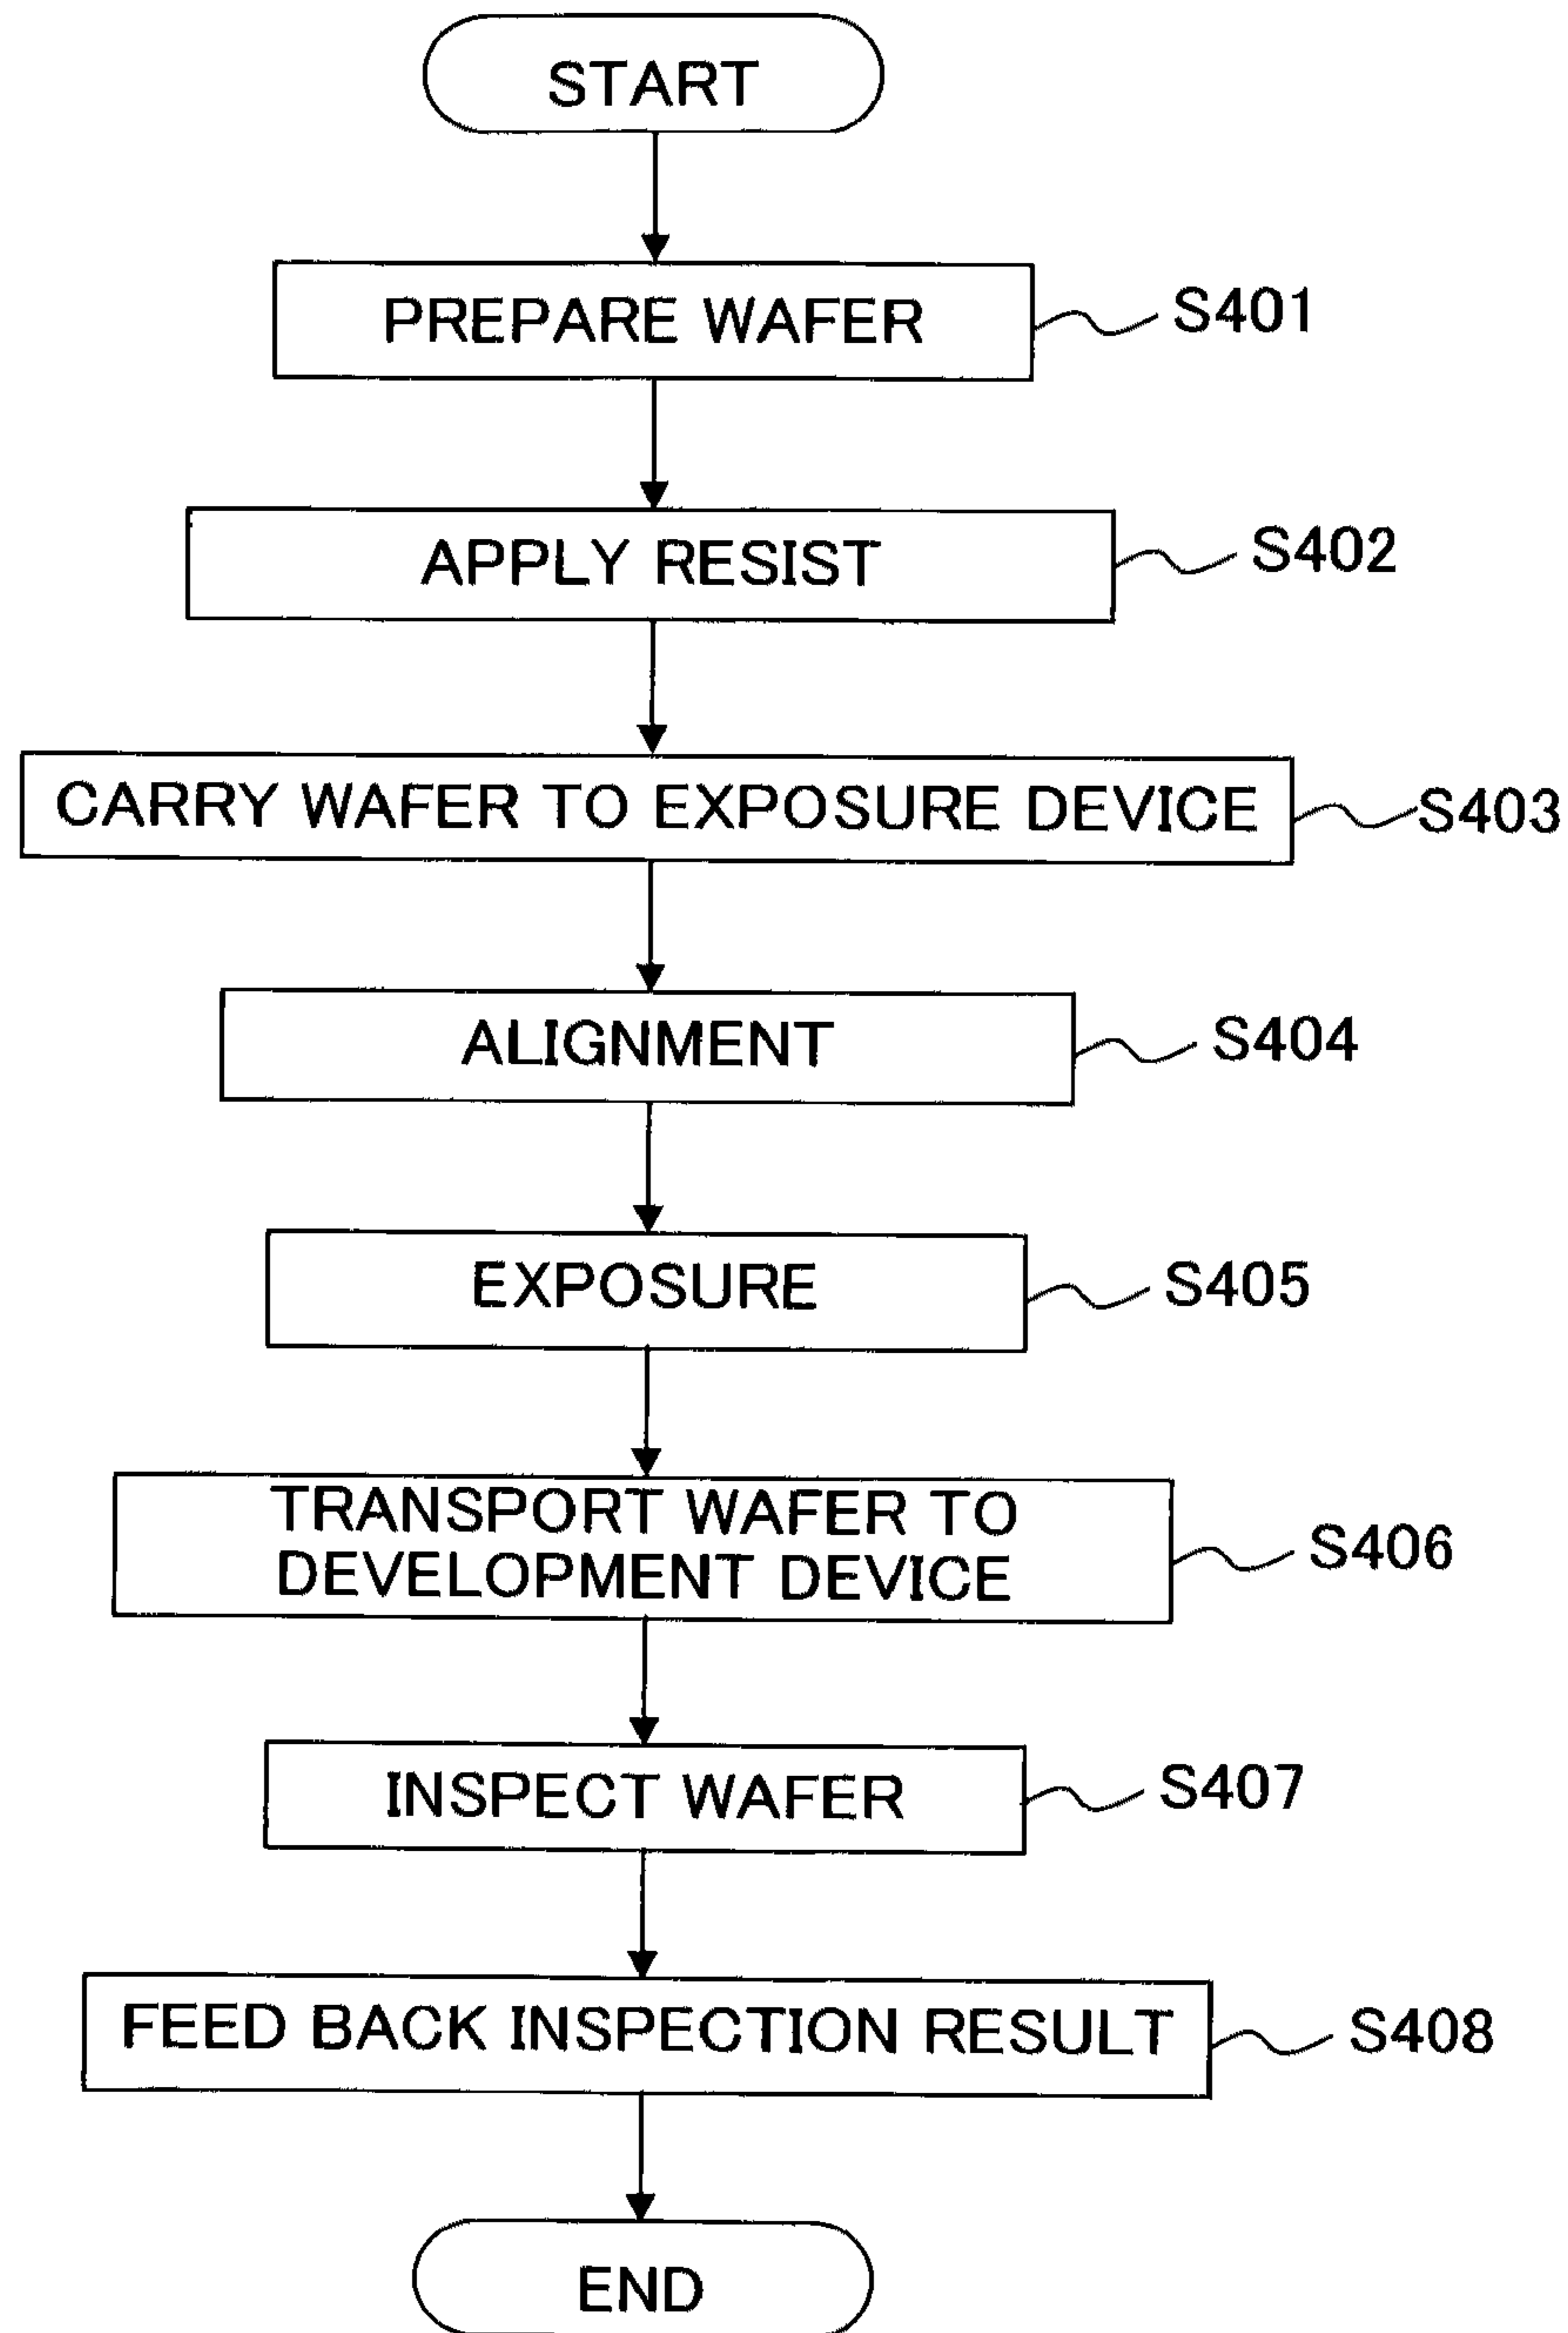 START
PREPARE WAFER
S401
APPLY RESIST
S402
CARRY WAFER TO EXPOSURE DEVICE
S403
ALIGNMENT
S404
EXPOSURE
S405
TRANSPORT WAFER TO
DEVELOPMENT DEVICE
S406
INSPECT WAFER
S407
FEED BACK INSPECTION RESULT
S408
END